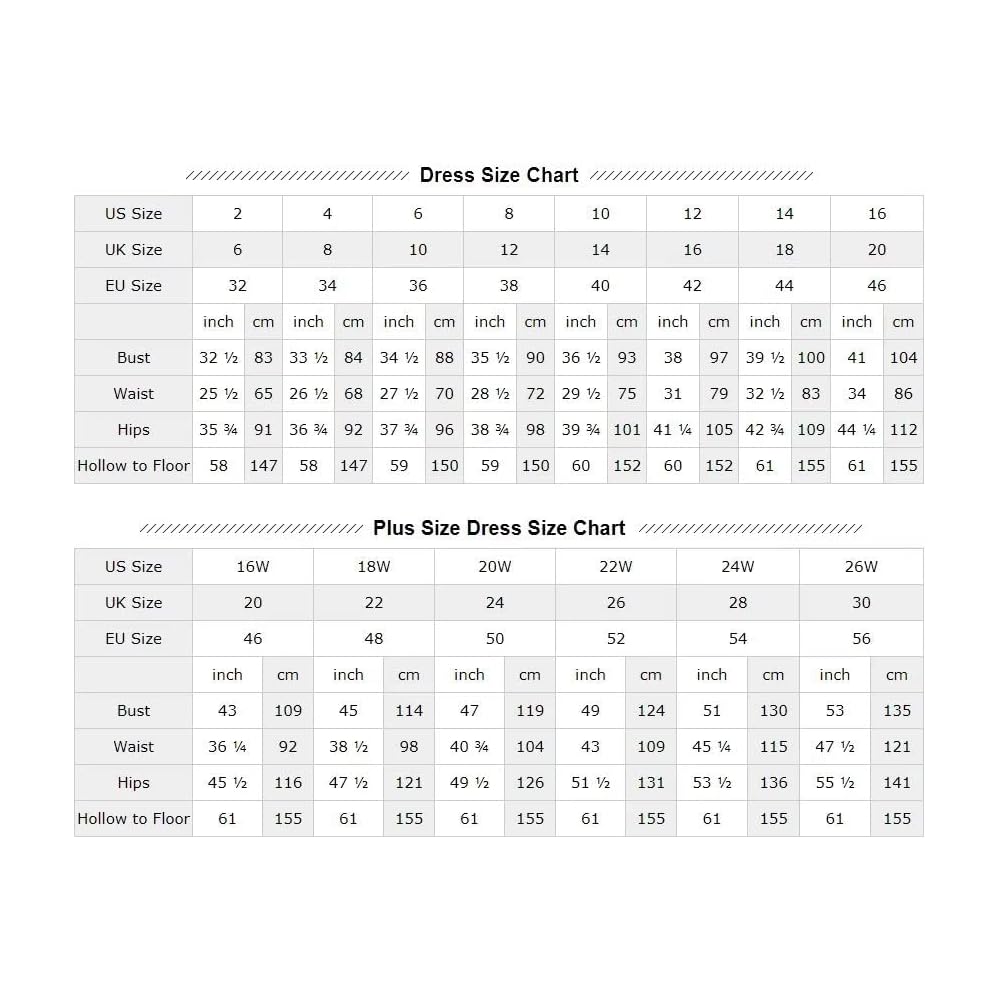 Dress Size Chart
US Size 2 4 6 8 10 12 14 16
UK Size 6 8 10 12 14 16 18 20
EU Size 32 34 36 38 40 42 44 46
inch cm inch cm inch cm inch cm inch cm inch cm inch cm inch cm
Bust 32 ½ 83 33 ½ 84 34 ½ 88 35 ½ 90 36 ½ 93 38 97 39 ½ 100 41 104
Waist 25 ½ 65 26 ½ 68 27 ½ 70 28 ½ 72 29 ½ 75 31 79 32 ½ 83 34 86
Hips 35 ¾ 91 36 ¾ 92 37 ¾ 96 38 ¾ 98 39 ¾ 101 41 ¼ 105 42 ¾ 109 44 ¼ 112
Hollow to Floor 58 147 58 147 59 150 59 150 60 152 60 152 61 155 61 155
Plus Size Dress Size Chart
US Size 16W 18W 20W 22W 24W 26W
UK Size 20 22 24 26 28 30
EU Size 46 48 50 52 54 56
inch cm inch cm inch cm inch cm inch cm inch cm
Bust 43 109 45 114 47 119 49 124 51 130 53 135
Waist 36 ¼ 92 38 ½ 98 40 ¾ 104 43 109 45 ¼ 115 47 ½ 121
Hips 45 ½ 116 47 ½ 121 49 ½ 126 51 ½ 131 53 ½ 136 55 ½ 141
Hollow to Floor 61 155 61 155 61 155 61 155 61 155 61 155